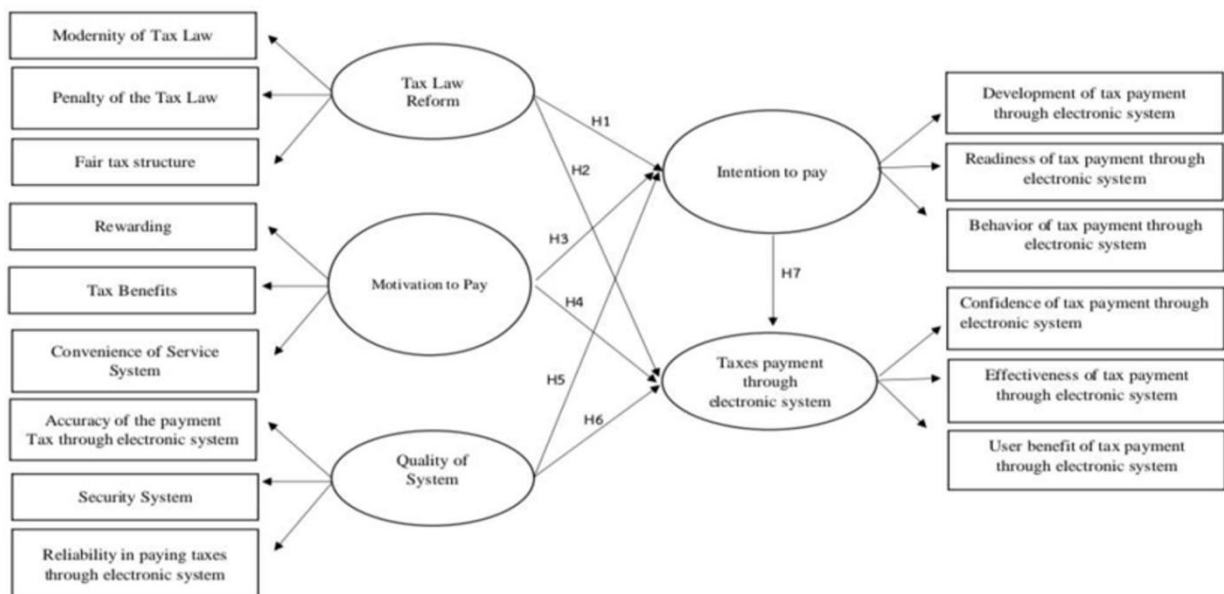 Modernity of Tax Law
Penalty of the Tax Law
Fair tax structure
Rewarding
Tax Benefits
Convenience of Service
System
Accuracy of the payment
Tax through electronic system
Security System
Reliability in paying taxes
through electronic system
Tax Law
Reform
Motivation to Pay
Quality of
System
H1
H2
H3
H4
H5
H6
Intention to pay
H7
Taxes payment
through
electronic system
Development of tax payment
through electronic system
Readiness of tax payment through
electronic system
Behavior of tax payment through
electronic system
Confidence of tax payment through
electronic system
Effectiveness of tax payment
through electronic system
User benefit of tax payment
through electronic system